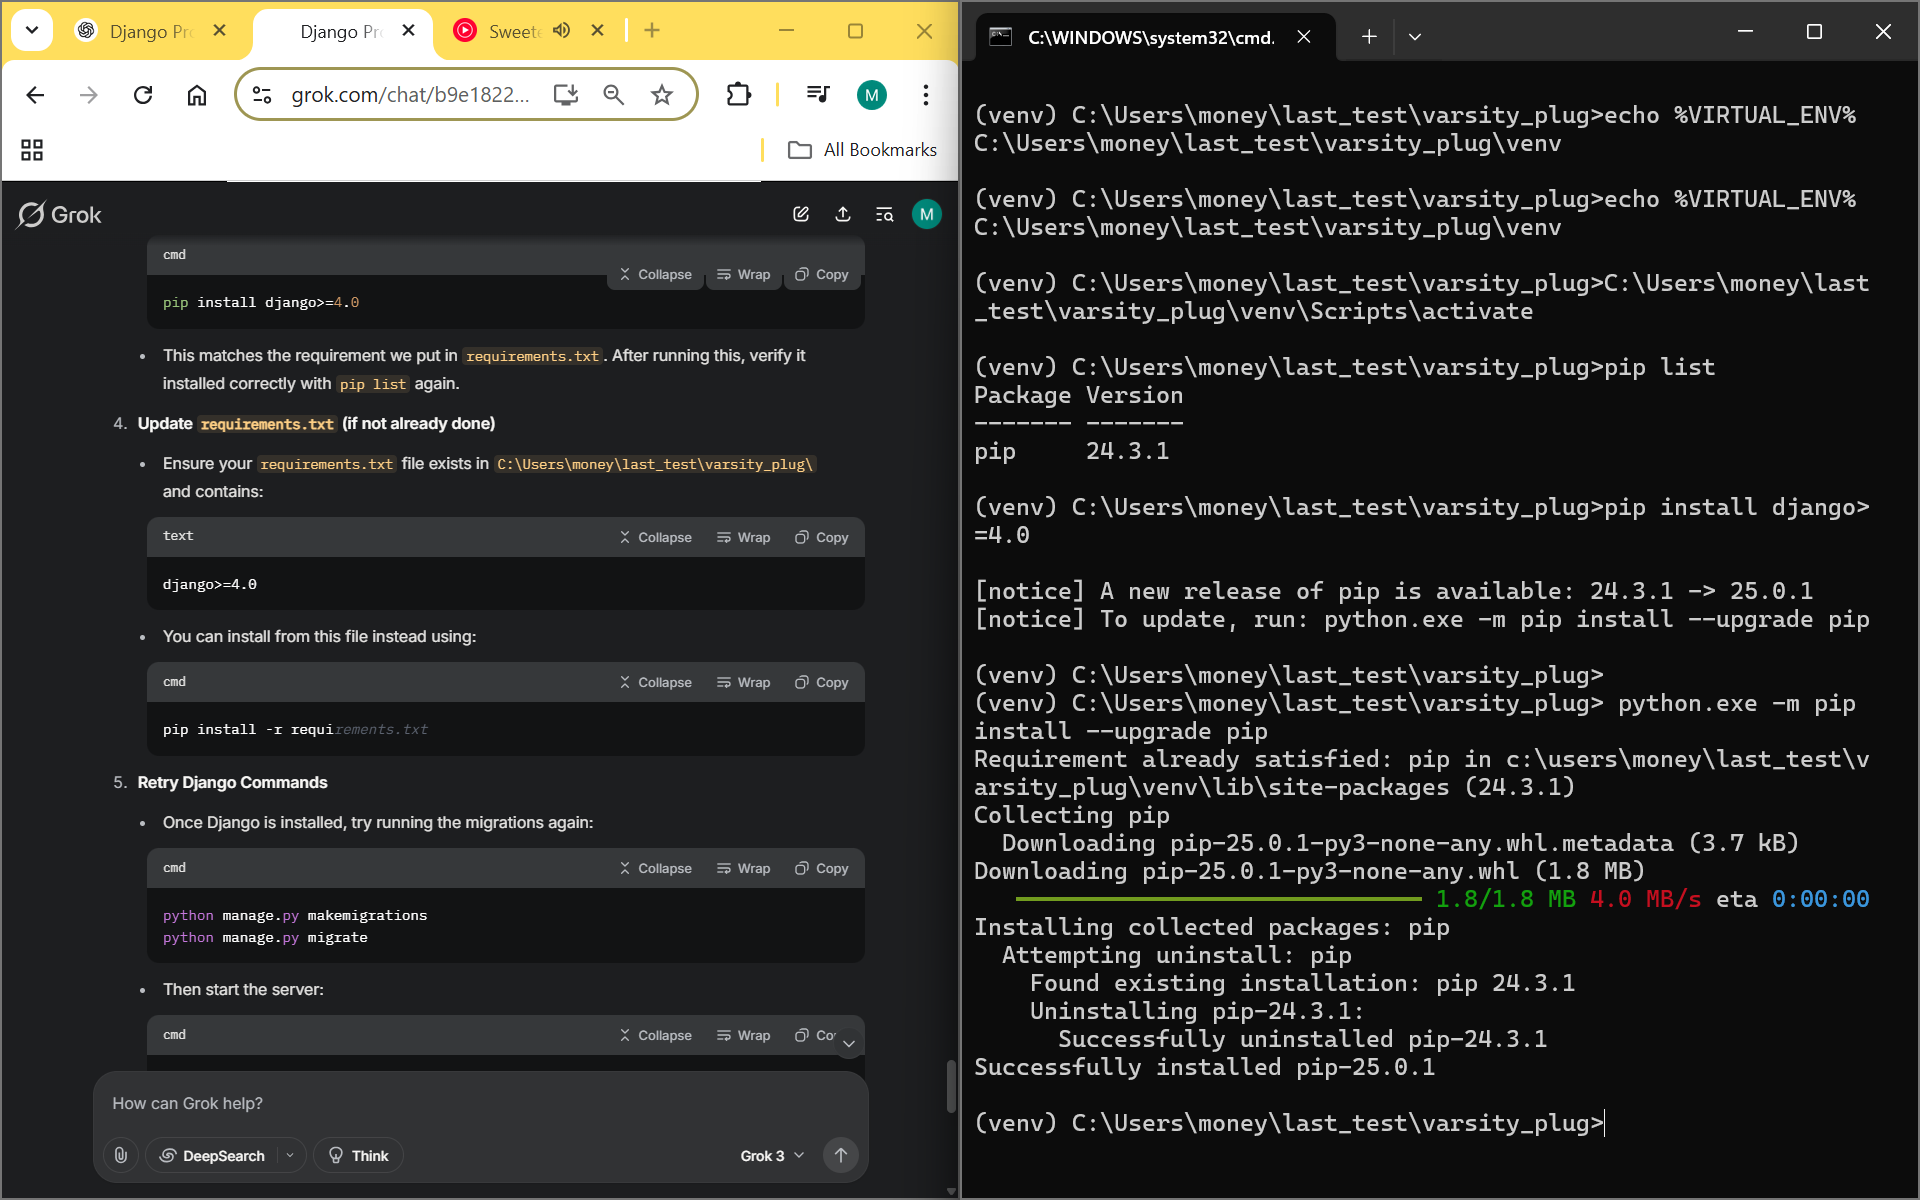 Django Pr
Django Pr
Sweet
grok.com/chat/b9e1822...
M
All Bookmarks
Grok
M
cmd
Collapse
Wrap
Copy
pip install django>=4.0
This matches the requirement we put in requirements.txt. After running this, verify it
installed correctly with pip list again.
4. Update requirements.txt (if not already done)
Ensure your requirements.txt file exists in C:\Users\money\last_test\varsity_plug\
and contains:
text
Collapse
Wrap
Copy
django>=4.0
You can install from this file instead using:
cmd
Collapse
Wrap
Copy
pip install -r requirements.txt
5. Retry Django Commands
Once Django is installed, try running the migrations again:
cmd
Collapse
Wrap
Copy
python manage.py makemigrations
python manage.py migrate
Then start the server:
cmd
Collapse
Wrap
Co
How can Grok help?
DeepSearch
Think
Grok 3
C:\WINDOWS\system32\cmd.
(venv) C:\Users\money\last_test\varsity_plug>echo %VIRTUAL_ENV%
C:\Users\money\last_test\varsity_plug\venv
(venv) C:\Users\money\last_test\varsity_plug>echo %VIRTUAL_ENV%
C:\Users\money\last_test\varsity_plug\venv
(venv) C:\Users\money\last_test\varsity_plug>C:\Users\money\last
_test\varsity_plug\venv\Scripts\activate
(venv) C:\Users\money\last_test\varsity_plug>pip list
Package Version
------- -------
pip     24.3.1
(venv) C:\Users\money\last_test\varsity_plug>pip install django>
=4.0
[notice] A new release of pip is available: 24.3.1 -> 25.0.1
[notice] To update, run: python.exe -m pip install --upgrade pip
(venv) C:\Users\money\last_test\varsity_plug>
(venv) C:\Users\money\last_test\varsity_plug> python.exe -m pip
install --upgrade pip
Requirement already satisfied: pip in c:\users\money\last_test\v
arsity_plug\venv\lib\site-packages (24.3.1)
Collecting pip
Downloading pip-25.0.1-py3-none-any.whl.metadata (3.7 kB)
Downloading pip-25.0.1-py3-none-any.whl (1.8 MB)
1.8/1.8 MB 4.0 MB/s eta 0:00:00
Installing collected packages: pip
Attempting uninstall: pip
Found existing installation: pip 24.3.1
Uninstalling pip-24.3.1:
Successfully uninstalled pip-24.3.1
Successfully installed pip-25.0.1
(venv) C:\Users\money\last_test\varsity_plug>